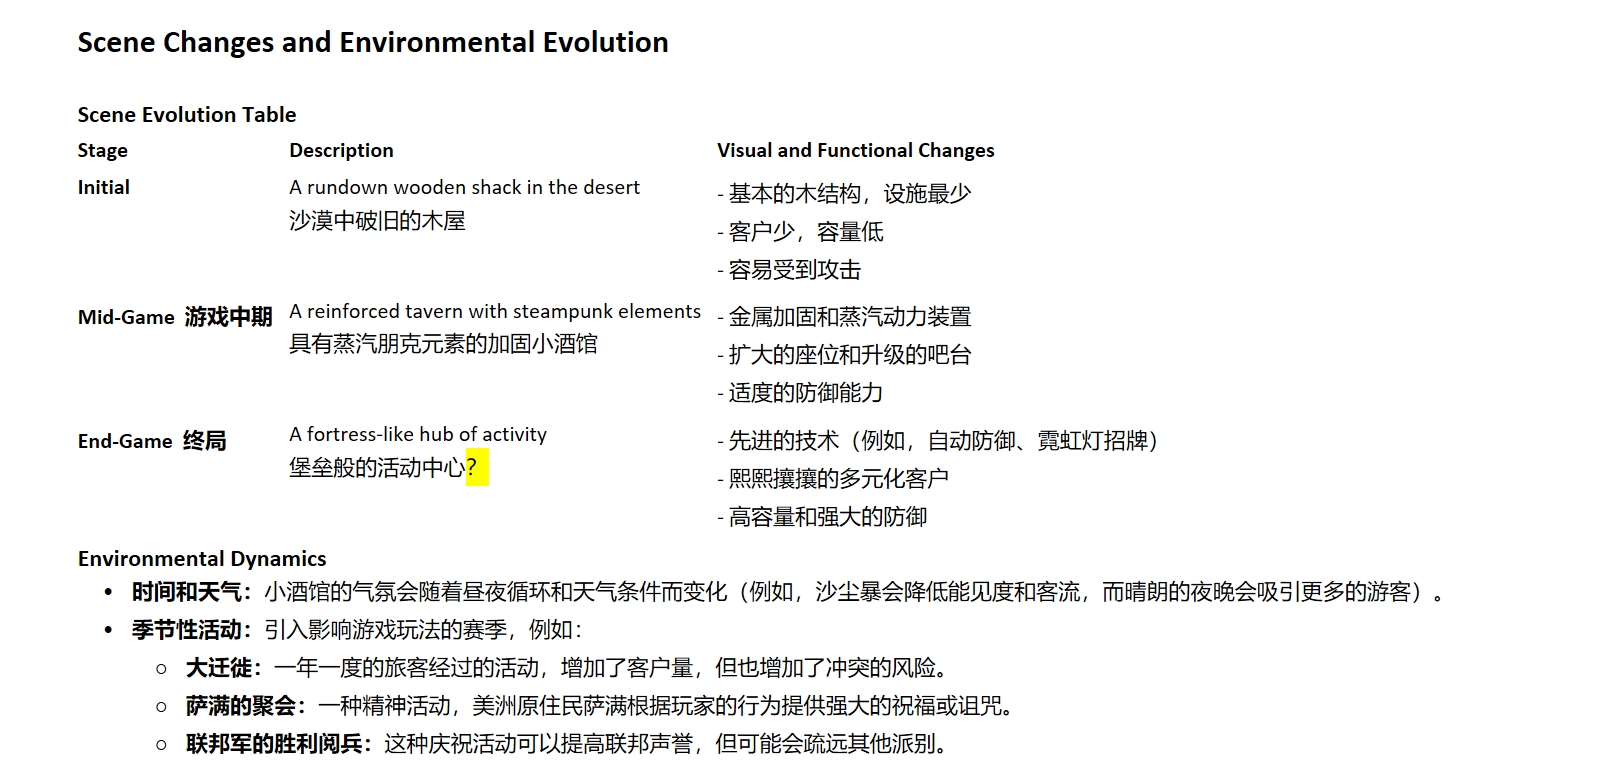 Scene Changes and Environmental Evolution
Scene Evolution Table
Stage Description Visual and Functional Changes
Initial A rundown wooden shack in the desert
沙漠中破旧的木屋
- 基本的木结构，设施最少
- 客户少，容量低
- 容易受到攻击
Mid-Game 游戏中期 A reinforced tavern with steampunk elements
具有蒸汽朋克元素的加固小酒馆
- 金属加固和蒸汽动力装置
- 扩大的座位和升级的吧台
- 适度的防御能力
End-Game 终局 A fortress-like hub of activity
堡垒般的活动中心?
- 先进的技术（例如，自动防御、霓虹灯招牌）
- 熙熙攘攘的多元化客户
- 高容量和强大的防御
Environmental Dynamics
• 时间和天气：小酒馆的气氛会随着昼夜循环和天气条件而变化（例如，沙尘暴会降低能见度和客流，而晴朗的夜晚会吸引更多的游客）。
• 季节性活动：引入影响游戏玩法的赛季，例如：
○ 大迁徙：一年一度的旅客经过的活动，增加了客户量，但也增加了冲突的风险。
○ 萨满的聚会：一种精神活动，美洲原住民萨满根据玩家的行为提供强大的祝福或诅咒。
○ 联邦军的胜利阅兵：这种庆祝活动可以提高联邦声誉，但可能会疏远其他派别。